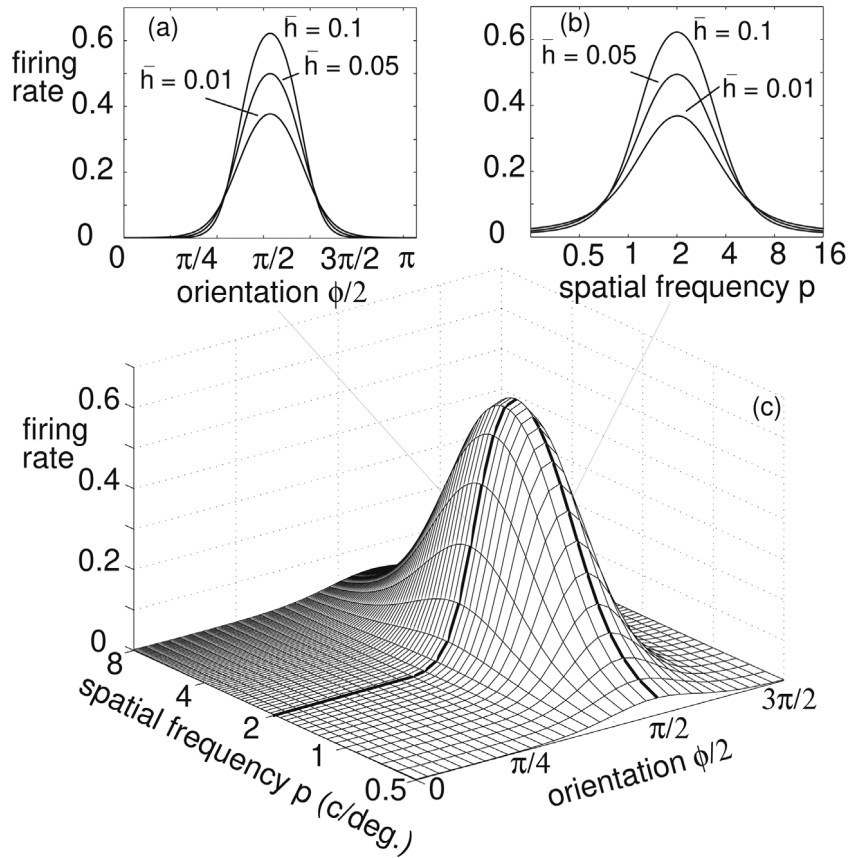 (a)
firing
rate
0.6
0.4
0.2
0
h̄ = 0.1
h̄ = 0.05
h̄ = 0.01
0 π/4 π/2 3π/2 π
orientation ϕ/2
(b)
0.6
0.4
0.2
0
h̄ = 0.1
h̄ = 0.05
h̄ = 0.01
0.5 1 2 4 8 16
spatial frequency p
(c)
firing
rate
0.6
0.4
0.2
0
8
4
2
1
0.5
spatial frequency p (c/deg.)
0
π/4
π/2
3π/2
orientation ϕ/2